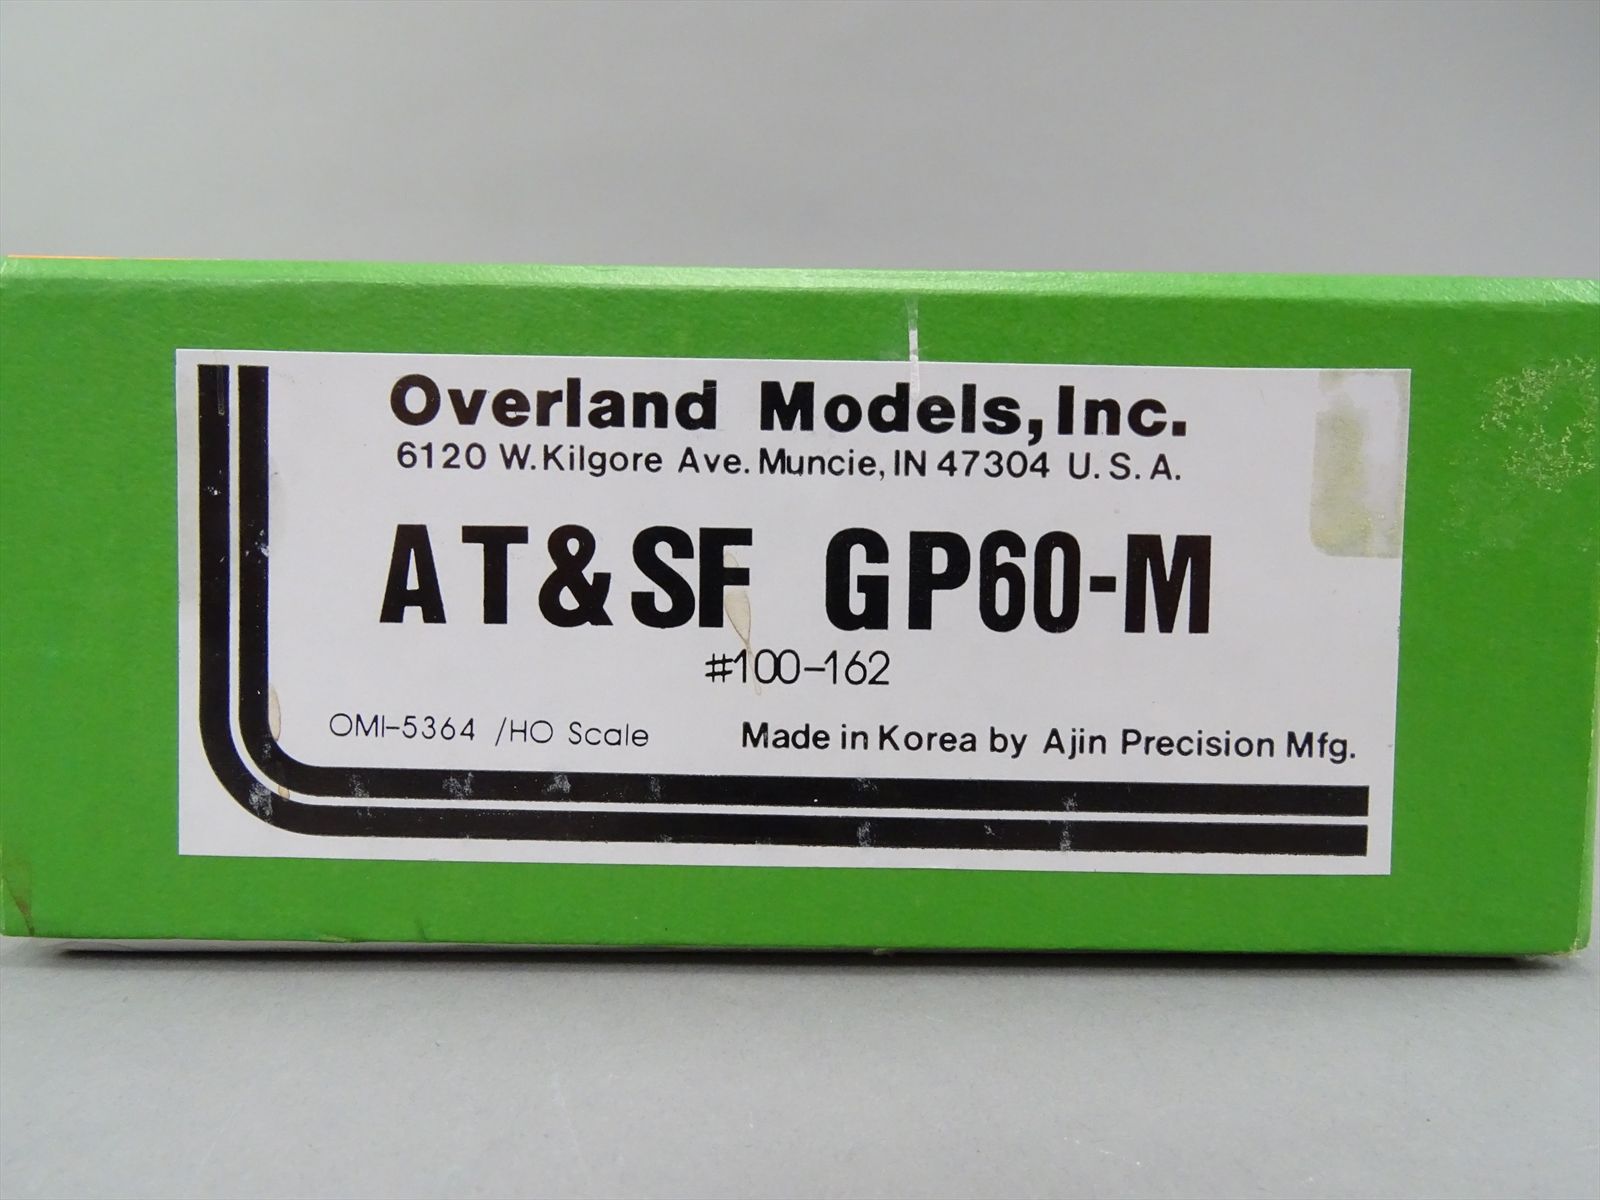 Overland Models, Inc.
6120 W. Kilgore Ave. Muncie, IN 47304 U. S. A.
AT&SF GP60-M
#100-162
OMI-5364 /HO Scale Made in Korea by Ajin Precision Mfg.